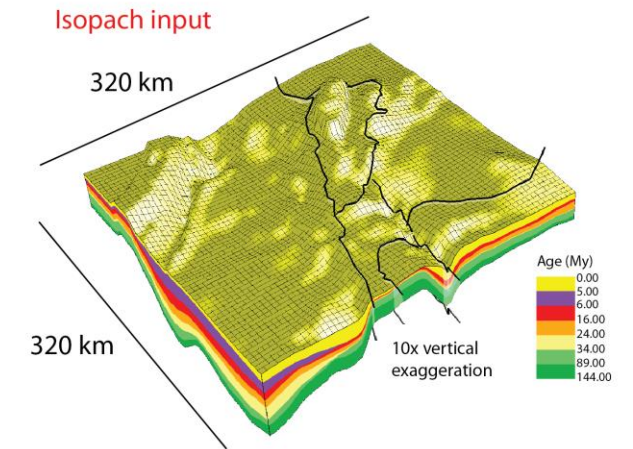 Isopach input
320 km
320 km
10x vertical
exaggeration
Age (My)
0.00
5.00
6.00
16.00
24.00
34.00
89.00
144.00